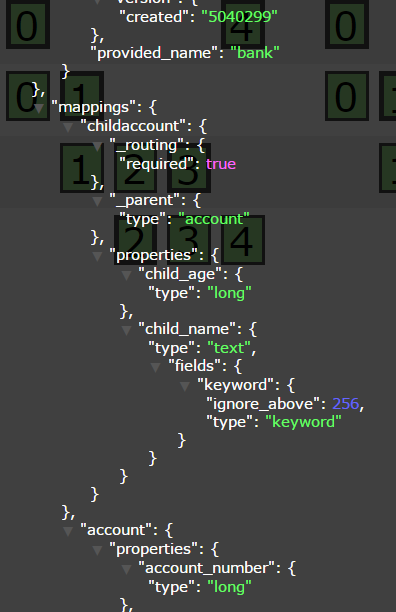 "created": "5040299"
},
"provided_name": "bank"
}
},
"mappings": {
"childaccount": {
"_routing": {
"required": true
},
"_parent": {
"type": "account"
},
"properties": {
"child_age": {
"type": "long"
},
"child_name": {
"type": "text",
"fields": {
"keyword": {
"ignore_above": 256,
"type": "keyword"
}
}
}
}
},
"account": {
"properties": {
"account_number": {
"type": "long"
},
0 4 0
0 1 0
1 2 3 1
2 3 4